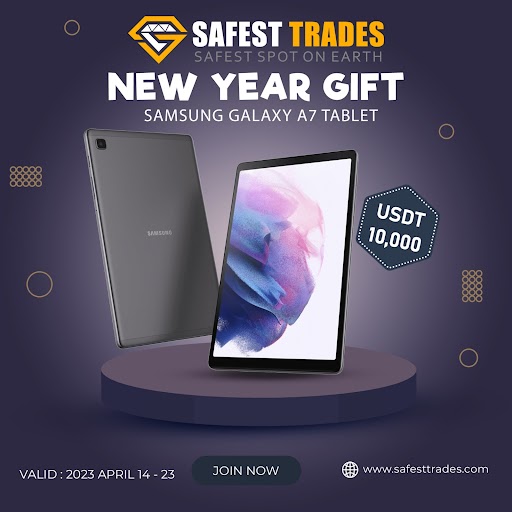 SAFEST TRADES
SAFEST SPOT ON EARTH
NEW YEAR GIFT
SAMSUNG GALAXY A7 TABLET
USDT
10,000
SAMSUNG
VALID : 2023 APRIL 14 - 23
JOIN NOW
www.safesttrades.com